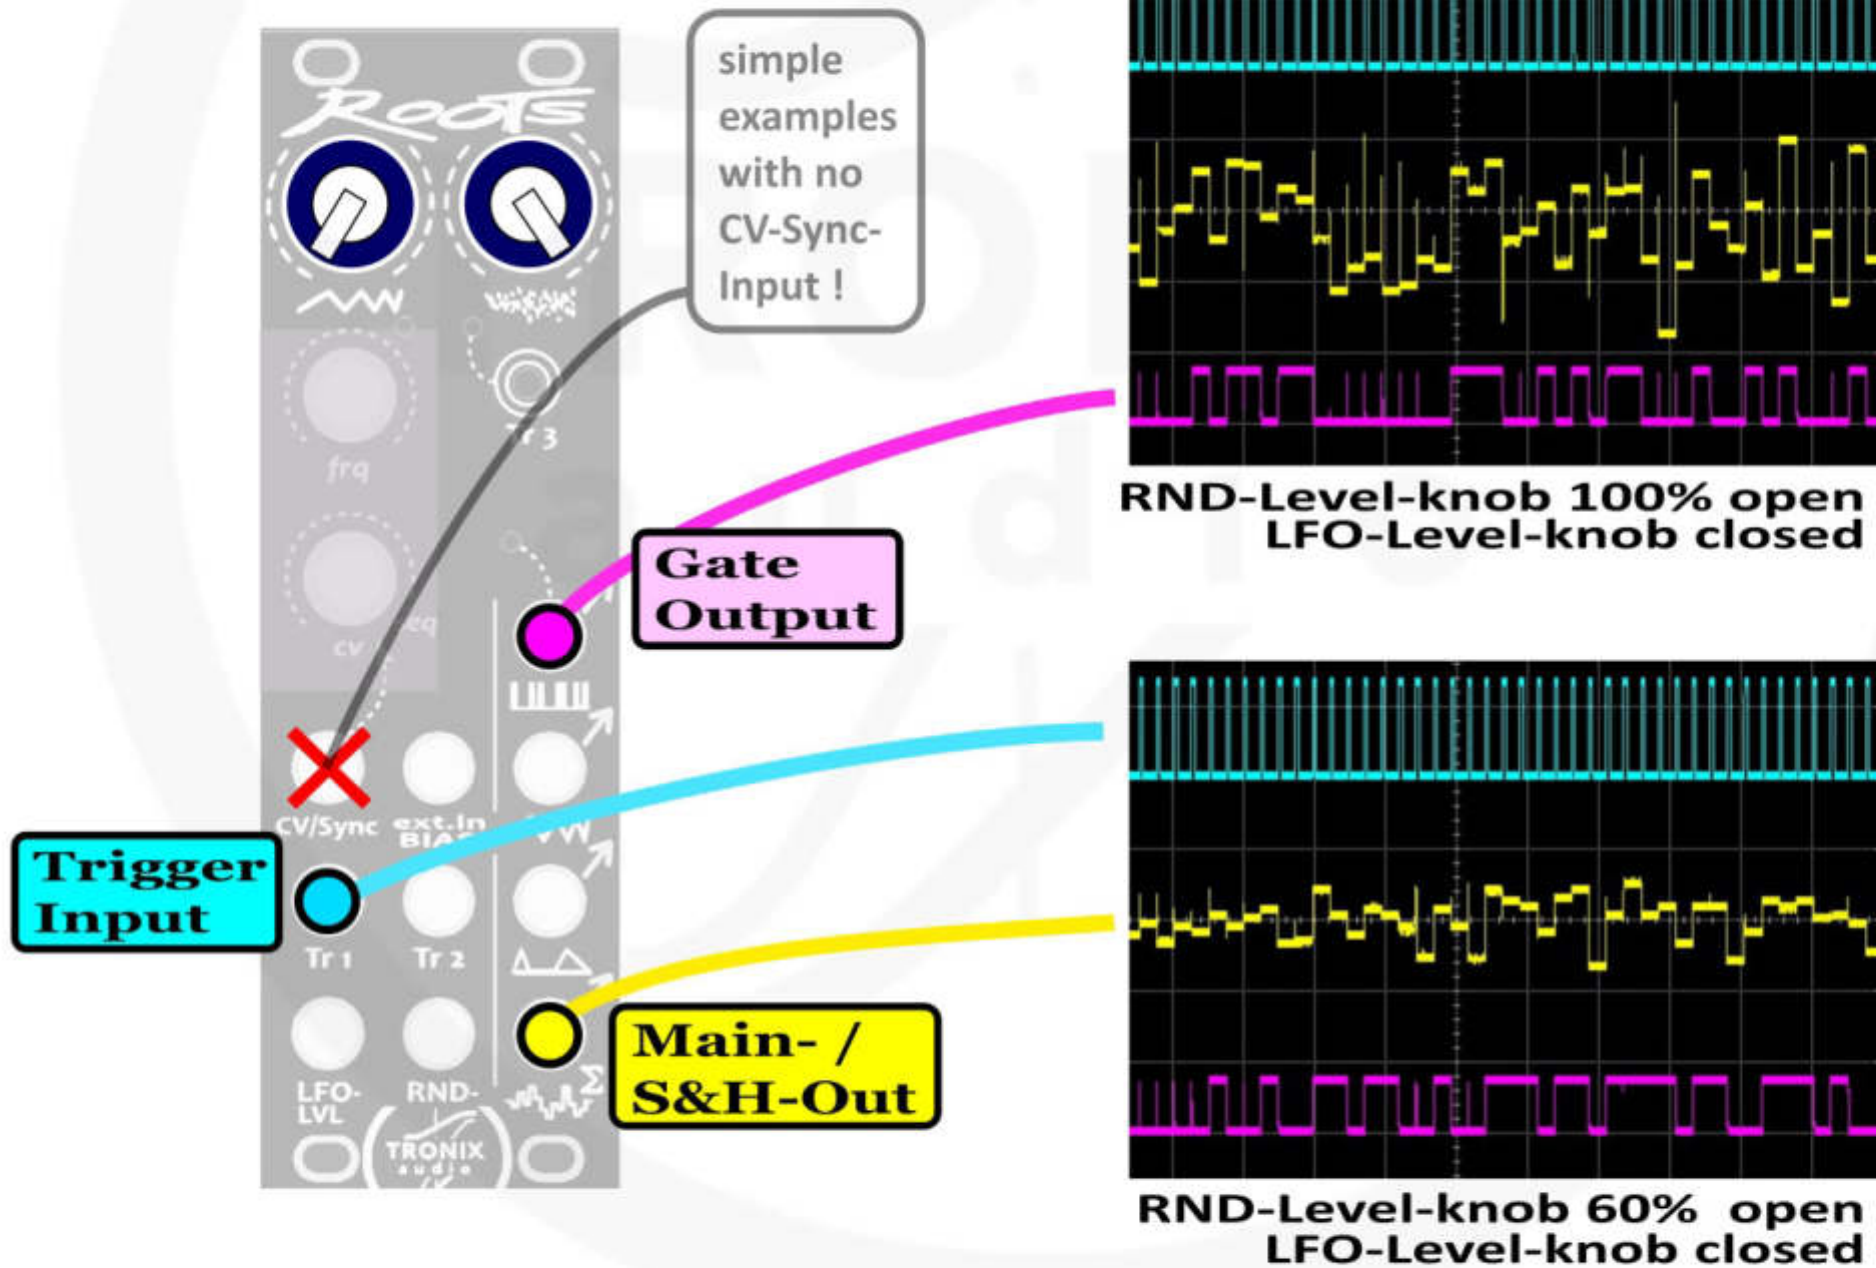 Roots
simple
examples
with no
CV-Sync-
Input !
Tr 3
frq
cv
Gate
Output
CV/Sync
ext.in
Trigger
Input
Tr 1
Tr 2
LFO-
LVL
RND-
Main- /
S&H-Out
Σ
TRONIX
audio
RND-Level-knob 100% open
LFO-Level-knob closed
RND-Level-knob 60% open
LFO-Level-knob closed